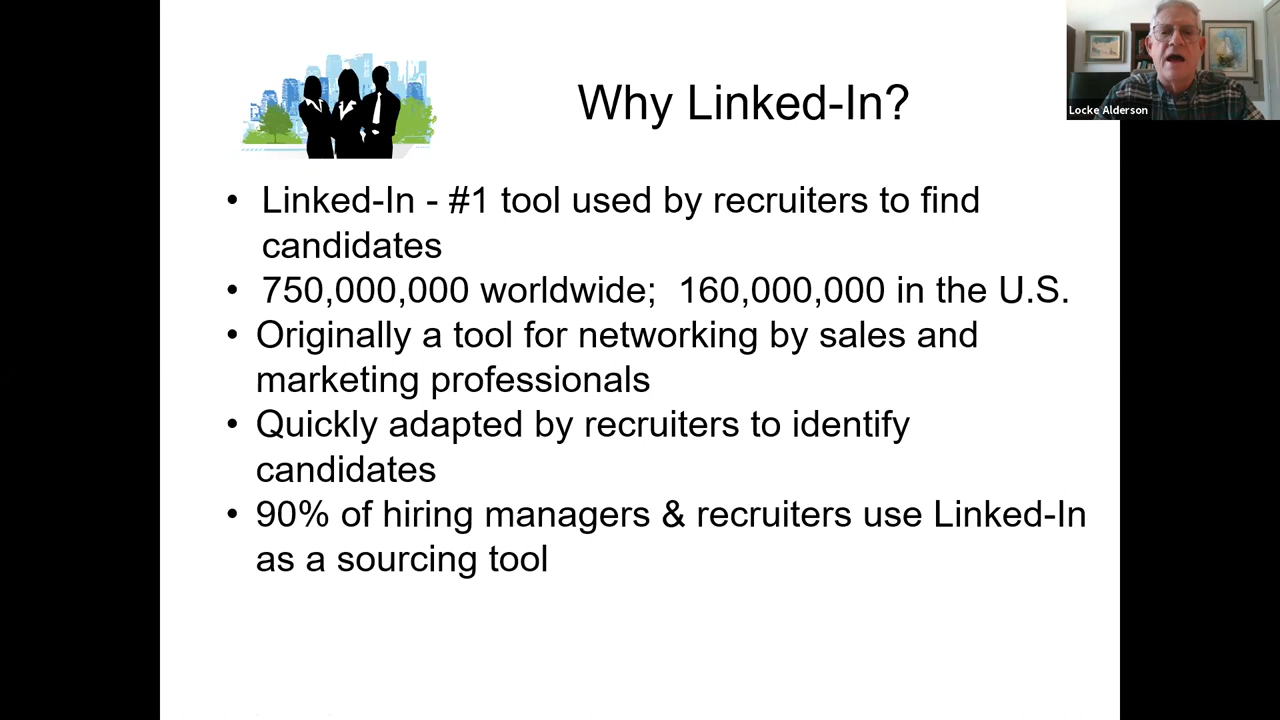 Why Linked-In?
Locke Alderson
• Linked-In - #1 tool used by recruiters to find
candidates
• 750,000,000 worldwide;  160,000,000 in the U.S.
• Originally a tool for networking by sales and
marketing professionals
• Quickly adapted by recruiters to identify
candidates
• 90% of hiring managers & recruiters use Linked-In
as a sourcing tool